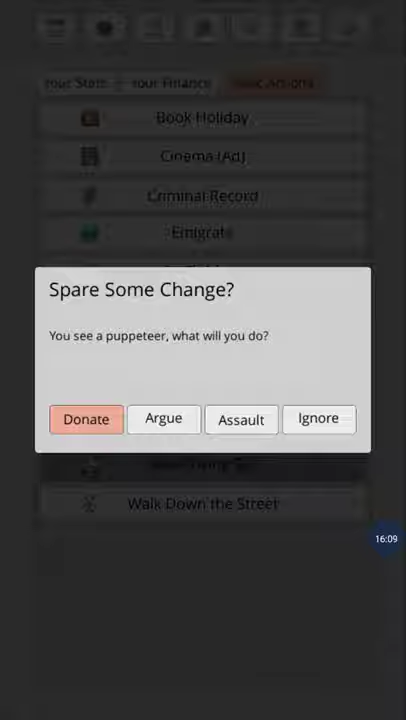 Your Stats
Your Finance
Your Actions
Book Holiday
Cinema (Ad)
Criminal Record
Emigrate
Spare Some Change?
You see a puppeteer, what will you do?
Donate
Argue
Assault
Ignore
Walk Down the Street
16:09